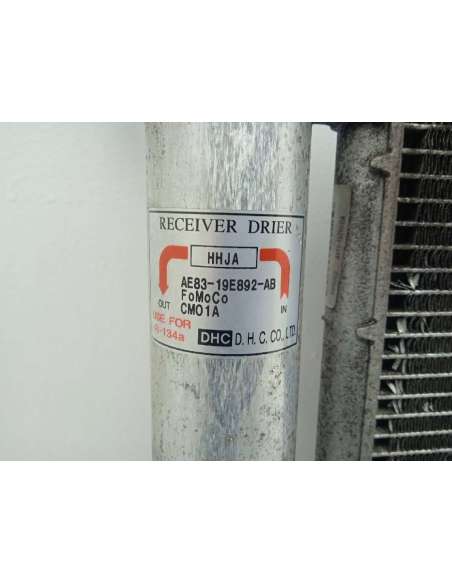 RECEIVER DRIER
HHJA
AE83-19E892-AB
FoMoCo
CM01A
OUT
IN
USE FOR
R-134a
DHC D. H. C. CO., LTD.